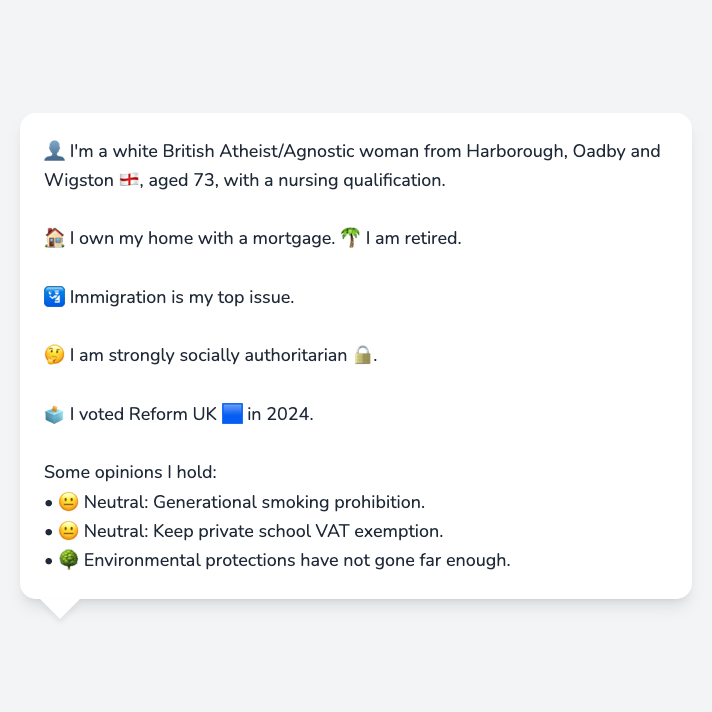 👤 I'm a white British Atheist/Agnostic woman from Harborough, Oadby and
Wigston 🏴󠁧󠁢󠁥󠁮󠁧󠁿, aged 73, with a nursing qualification.
🏠 I own my home with a mortgage. 🌴 I am retired.
🛂 Immigration is my top issue.
🤔 I am strongly socially authoritarian 🔒.
🗳️ I voted Reform UK 🟦 in 2024.
Some opinions I hold:
• 😐 Neutral: Generational smoking prohibition.
• 😐 Neutral: Keep private school VAT exemption.
• 🌳 Environmental protections have not gone far enough.